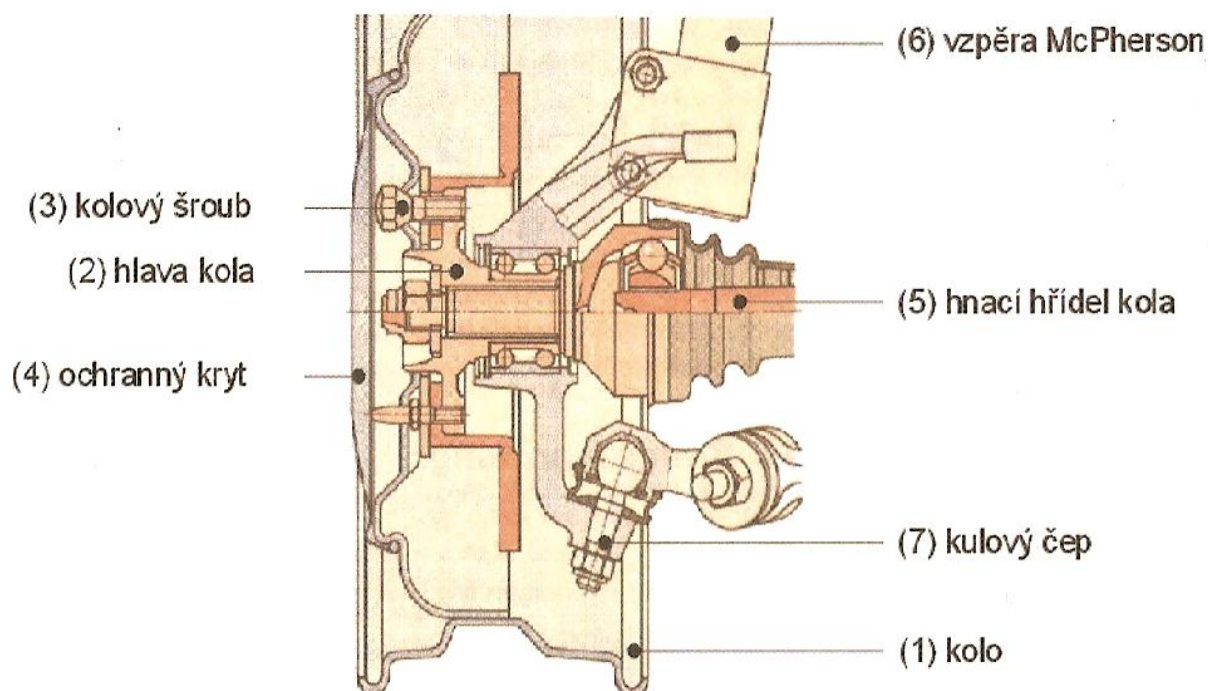 (6) vzpěra McPherson
(3) kolový šroub
(2) hlava kola
(5) hnací hřídel kola
(4) ochranný kryt
(7) kulový čep
(1) kolo